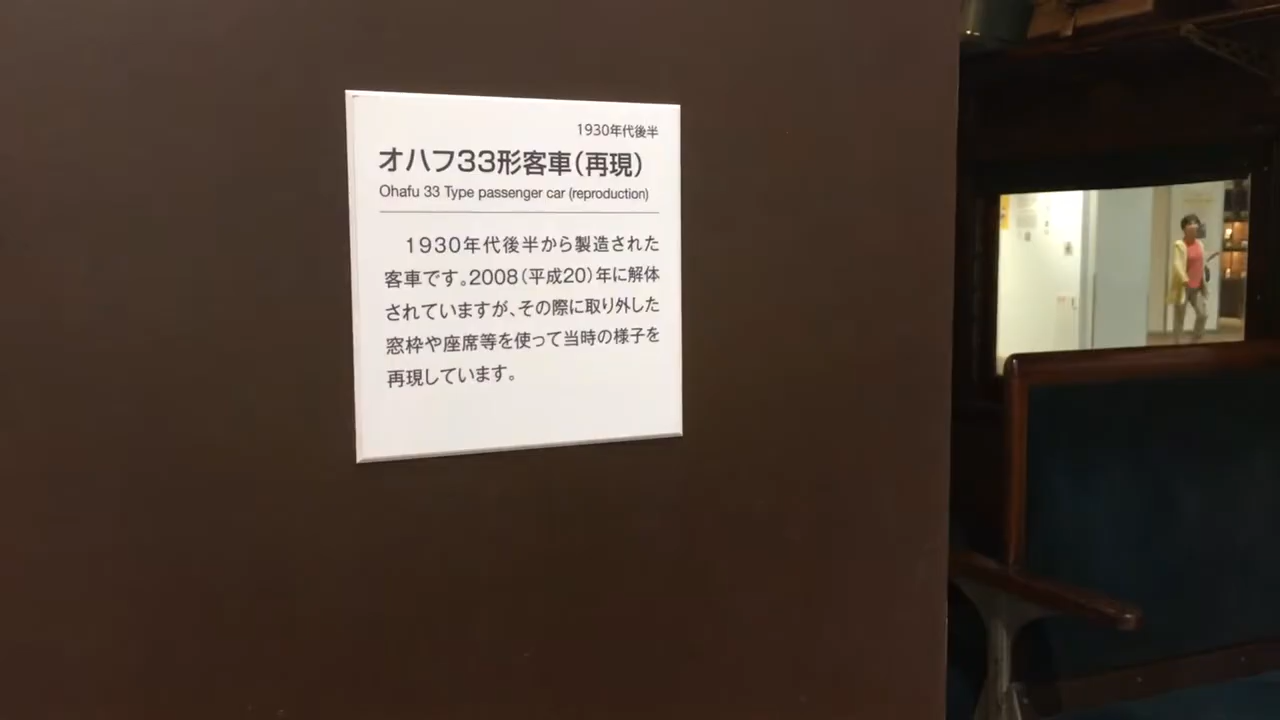 1930年代後半
オハフ33形客車(再現)
Ohafu 33 Type passenger car (reproduction)
1930年代後半から製造された
客車です。2008(平成20)年に解体
されていますが、その際に取り外した
窓枠や座席等を使って当時の様子を
再現しています。